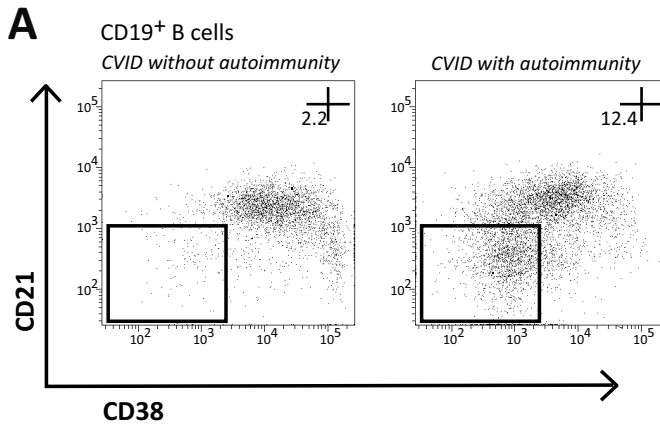 A
CD19⁺ B cells
CVID without autoimmunity
CVID with autoimmunity
2.2
12.4
10⁵
10⁴
10³
10²
10² 10³ 10⁴ 10⁵
10⁵
10⁴
10³
10²
10² 10³ 10⁴ 10⁵
CD21
CD38